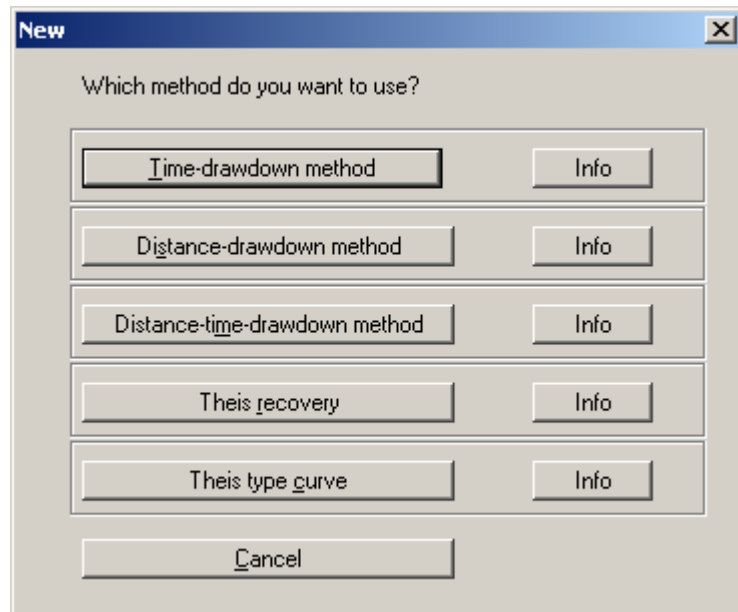 New
Which method do you want to use?
Time-drawdown method Info
Distance-drawdown method Info
Distance-time-drawdown method Info
Theis recovery Info
Theis type curve Info
Cancel